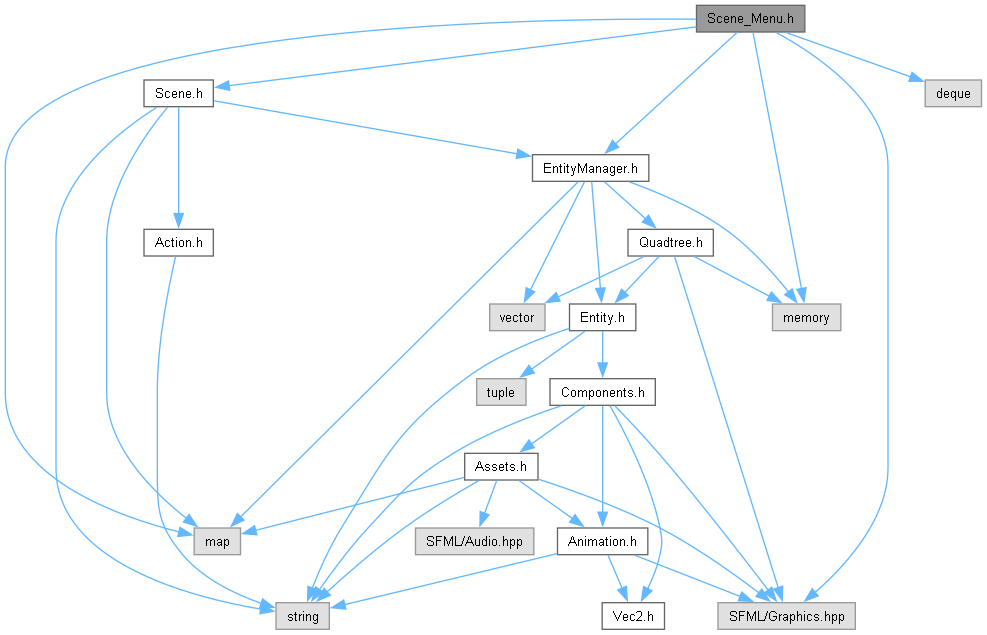 Scene_Menu.h
Scene.h
deque
EntityManager.h
Action.h
Quadtree.h
vector
Entity.h
memory
tuple
Components.h
Assets.h
map
SFML/Audio.hpp
Animation.h
string
Vec2.h
SFML/Graphics.hpp